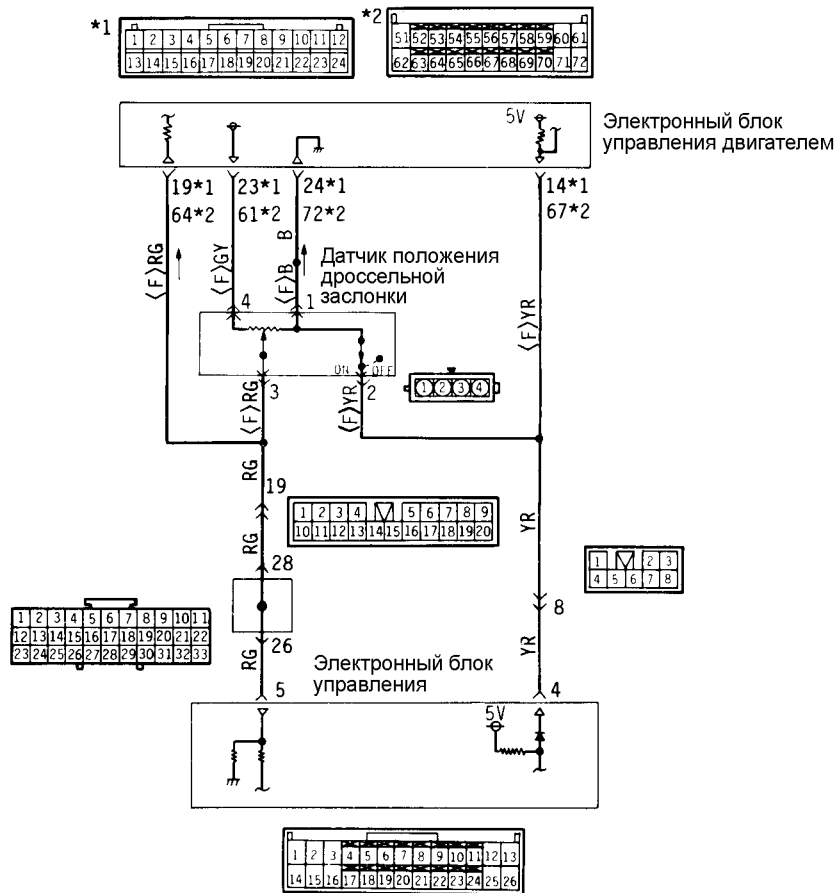 *1
1 2 3 4 5 6 7 8 9 10 11 12
13 14 15 16 17 18 19 20 21 22 23 24
*2
51 52 53 54 55 56 57 58 59 60 61
62 63 64 65 66 67 68 69 70 71 72
5V
Электронный блок
управления двигателем
19*1 23*1 24*1 14*1
64*2 61*2 72*2 67*2
<F>RG
<F>GY
B
<F>B
Датчик положения
дроссельной
заслонки
<F>YR
4 1
ON OFF
3 2
<F>RG
<F>YR
1 2 3 4
RG
19
1 2 3 4 5 6 7 8 9
10 11 12 13 14 15 16 17 18 19 20
RG
28
YR
1 2 3
4 5 6 7 8
8
1 2 3 4 5 6 7 8 9 10 11
12 13 14 15 16 17 18 19 20 21 22
23 24 25 26 27 28 29 30 31 32 33
26
RG
YR
Электронный блок
управления
5 4
5V
1 2 3 4 5 6 7 8 9 10 11 12 13
14 15 16 17 18 19 20 21 22 23 24 25 26